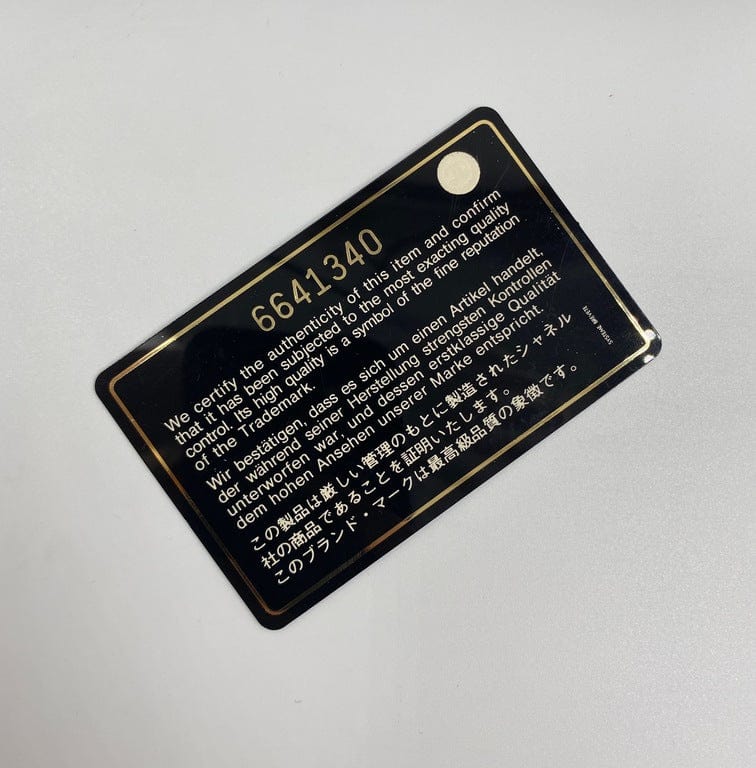 6641340
We certify the authenticity of this item and confirm
that it has been subjected to the most exacting quality
control. Its high quality is a symbol of the fine reputation
of the Trademark.
Wir bestätigen, dass es sich um einen Artikel handelt,
der während seiner Herstellung strengsten Kontrollen
unterworfen war, und dessen erstklassige Qualität
dem hohen Ansehen unserer Marke entspricht.
この製品は厳しい管理のもとに製造されたシャネル
社の商品であることを証明いたします。
このブランド・マークは最高級品質の象徴です。